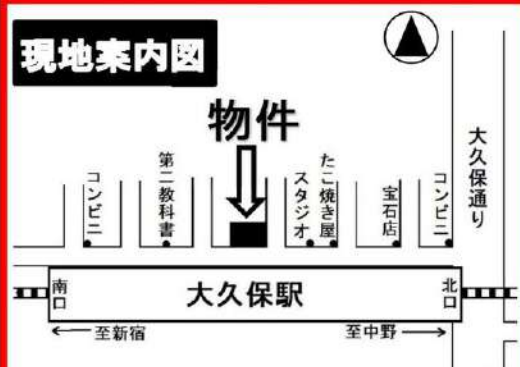 現地案内図
物件
コンビニ
第二教科書
スタジオ
たこ焼き屋
宝石店
コンビニ
大久保通り
南口
大久保駅
北口
←至新宿
至中野→